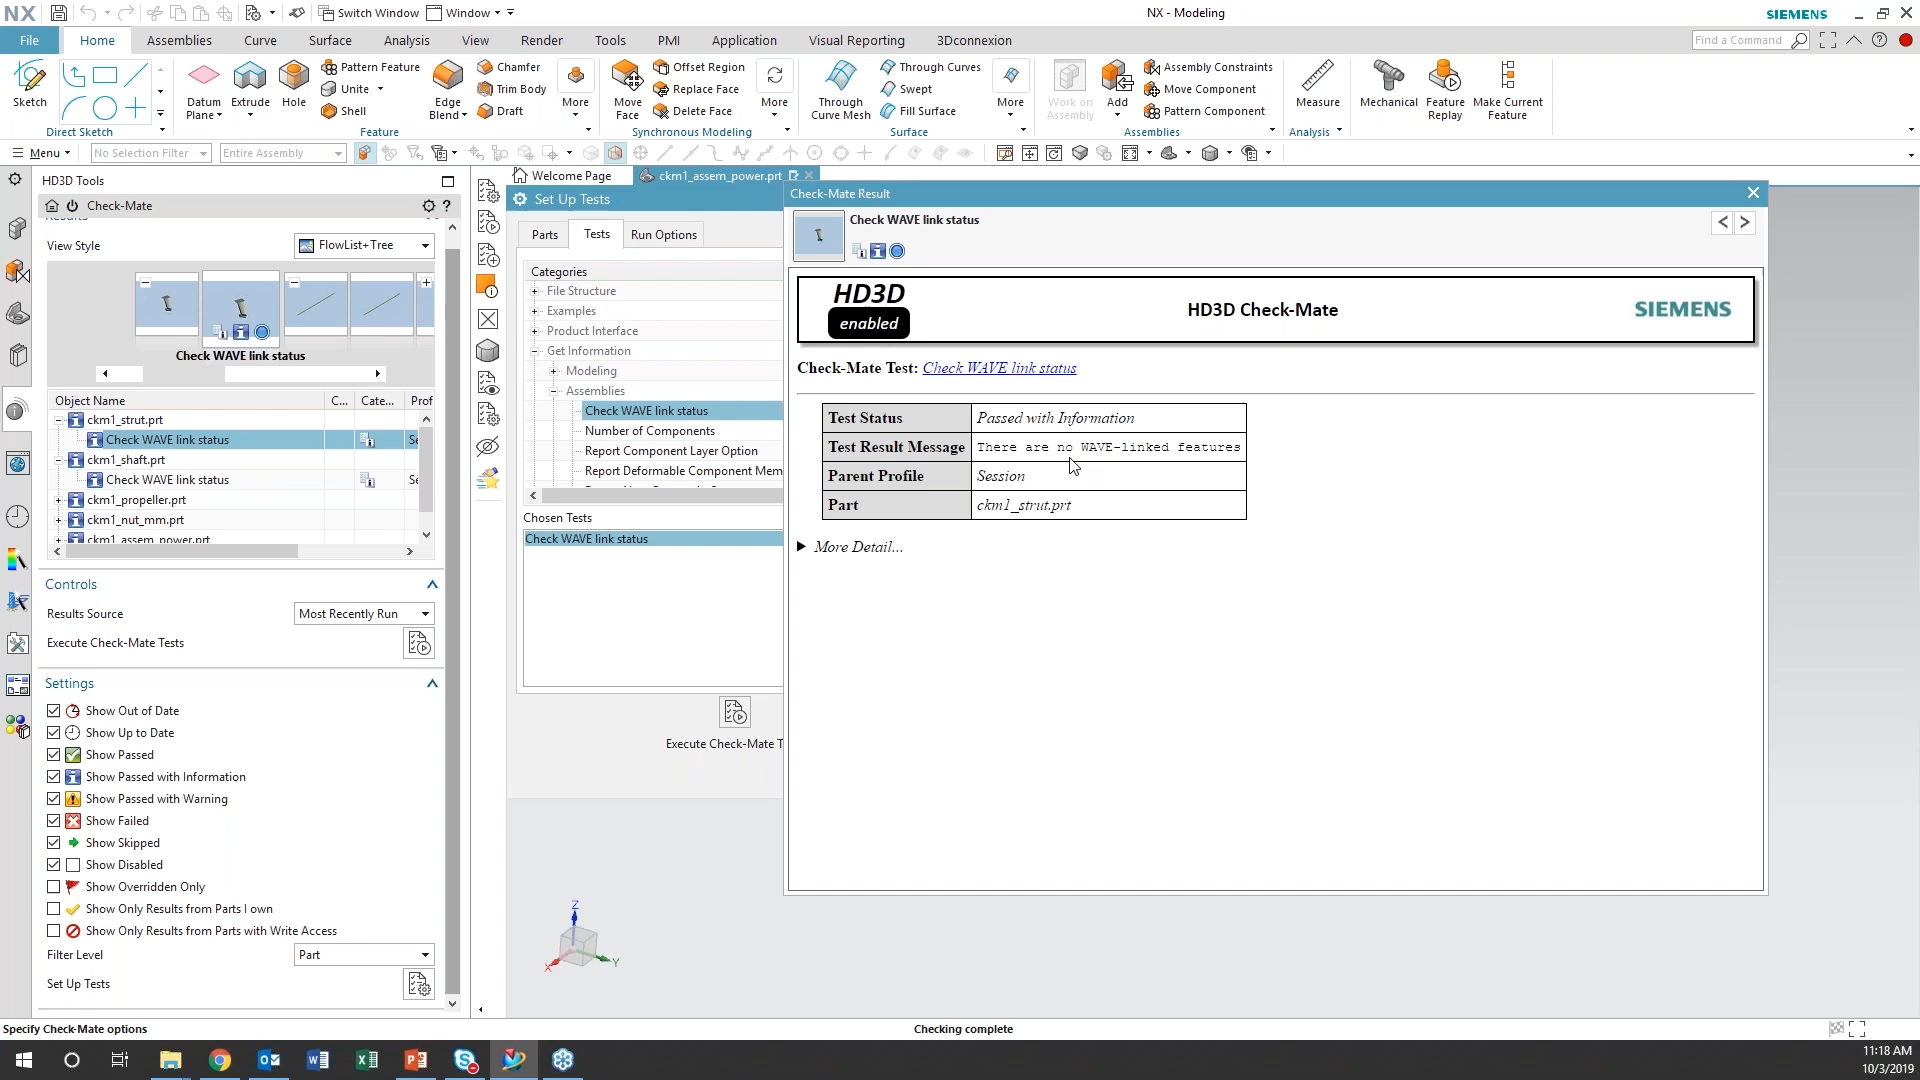 NX
Switch Window
Window
NX - Modeling
SIEMENS
File
Home
Assemblies
Curve
Surface
Analysis
View
Render
Tools
PMI
Application
Visual Reporting
3Dconnexion
Find a Command
Sketch
Direct Sketch
Datum
Plane
Extrude
Hole
Pattern Feature
Unite
Shell
Edge
Blend
Chamfer
Trim Body
Draft
More
Feature
Move
Face
Offset Region
Replace Face
Delete Face
More
Synchronous Modeling
Through
Curve Mesh
Through Curves
Swept
Fill Surface
More
Surface
Work on
Assembly
Add
Assembly Constraints
Move Component
Pattern Component
Assemblies
Measure
Analysis
Mechanical
Feature
Replay
Make Current
Feature
Menu
No Selection Filter
Entire Assembly
HD3D Tools
Check-Mate
View Style
FlowList+Tree
Check WAVE link status
Object Name
C...
Cate...
Prof
ckm1_strut.prt
Check WAVE link status
Se
ckm1_shaft.prt
Check WAVE link status
Se
ckm1_propeller.prt
ckm1_nut_mm.prt
ckm1_assem_power.prt
Controls
Results Source
Most Recently Run
Execute Check-Mate Tests
Settings
Show Out of Date
Show Up to Date
Show Passed
Show Passed with Information
Show Passed with Warning
Show Failed
Show Skipped
Show Disabled
Show Overridden Only
Show Only Results from Parts I own
Show Only Results from Parts with Write Access
Filter Level
Part
Set Up Tests
Welcome Page
ckm1_assem_power.prt
Set Up Tests
Parts
Tests
Run Options
Categories
File Structure
Examples
Product Interface
Get Information
Modeling
Assemblies
Check WAVE link status
Number of Components
Report Component Layer Option
Report Deformable Component Mem
Chosen Tests
Check WAVE link status
Execute Check-Mate T
Z
X
Y
Check-Mate Result
Check WAVE link status
HD3D
enabled
HD3D Check-Mate
SIEMENS
Check-Mate Test: Check WAVE link status
Test Status Passed with Information
Test Result Message There are no WAVE-linked features
Parent Profile Session
Part ckm1_strut.prt
More Detail...
Specify Check-Mate options
Checking complete
11:18 AM
10/3/2019